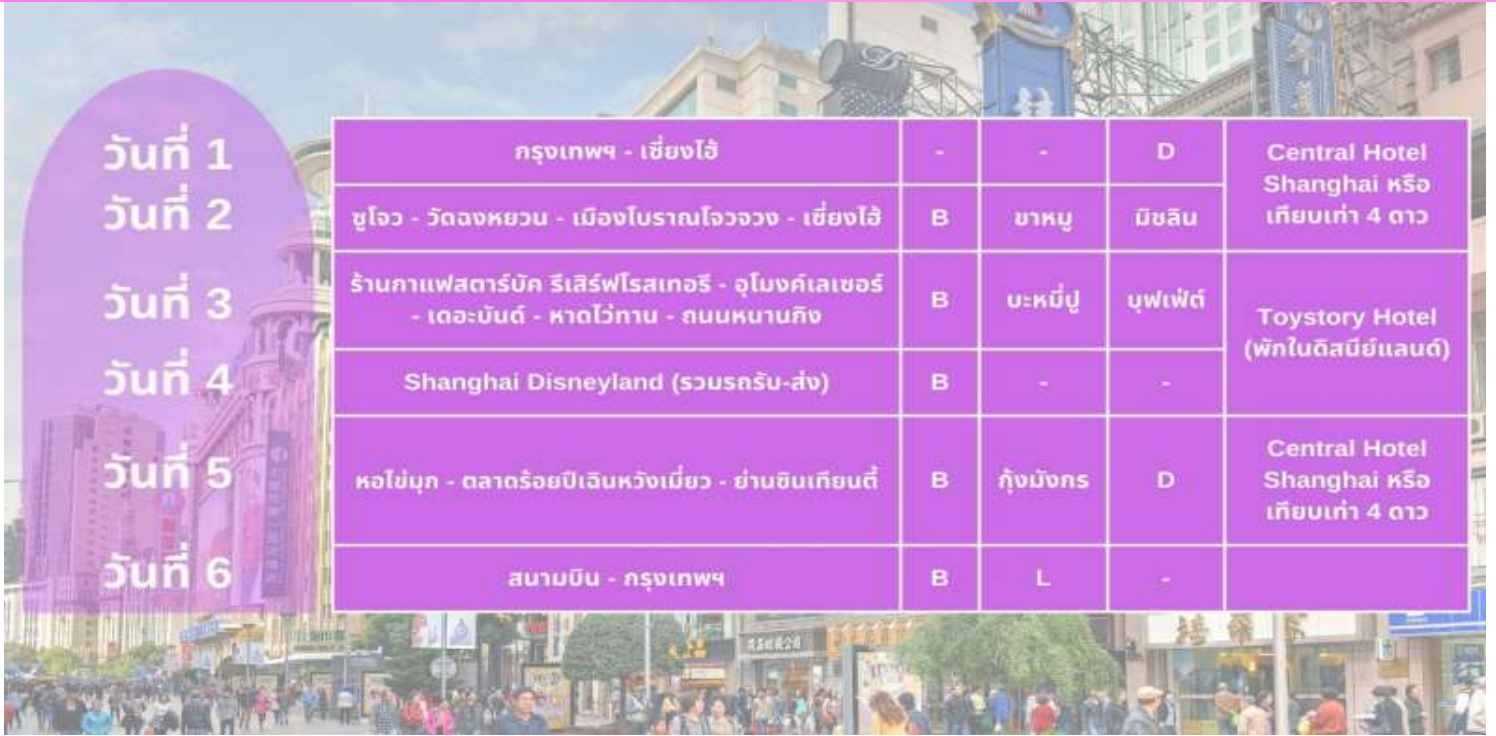 วันที่ 1
กรุงเทพฯ - เซี่ยงไฮ้
-
-
D
Central Hotel
Shanghai หรือ
เทียบเท่า 4 ดาว
วันที่ 2
ซูโจว - วัดฉงหยวน - เมืองโบราณโจวจวง - เซี่ยงไฮ้
B
ขาหมู
มิชลิน
วันที่ 3
ร้านกาแฟสตาร์บัค รีเสิร์ฟโรสเทอรี - อุโมงค์เลเซอร์
- เดอะบันด์ - หาดไว่ทาน - ถนนหนานกิง
B
บะหมี่ปู
บุฟเฟ่ต์
Toystory Hotel
(พักในดิสนีย์แลนด์)
วันที่ 4
Shanghai Disneyland (รวมรถรับ-ส่ง)
B
-
-
วันที่ 5
หอไข่มุก - ตลาดร้อยปีเฉินหวังเมี่ยว - ย่านซินเทียนตี้
B
กุ้งมังกร
D
Central Hotel
Shanghai หรือ
เทียบเท่า 4 ดาว
วันที่ 6
สนามบิน - กรุงเทพฯ
B
L
-